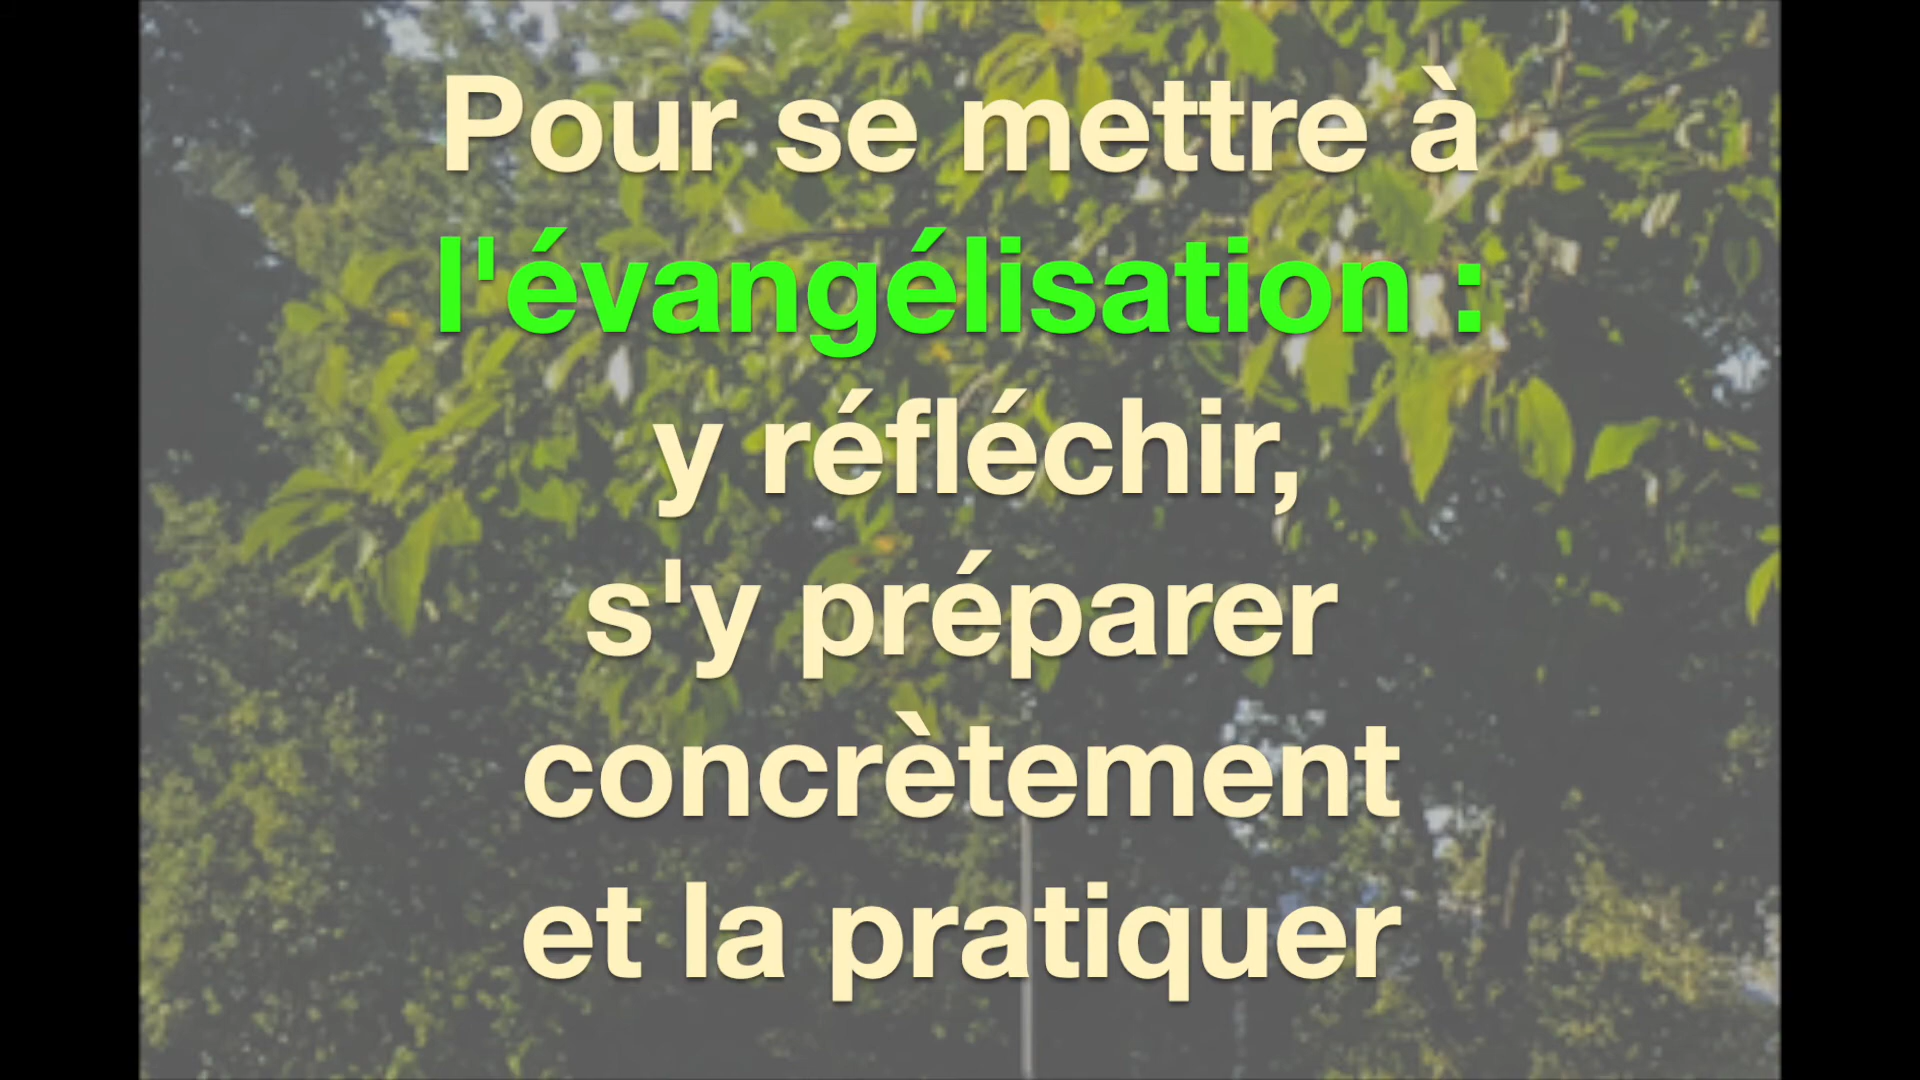 Pour se mettre à
l'évangélisation :
y réfléchir,
s'y préparer
concrètement
et la pratiquer